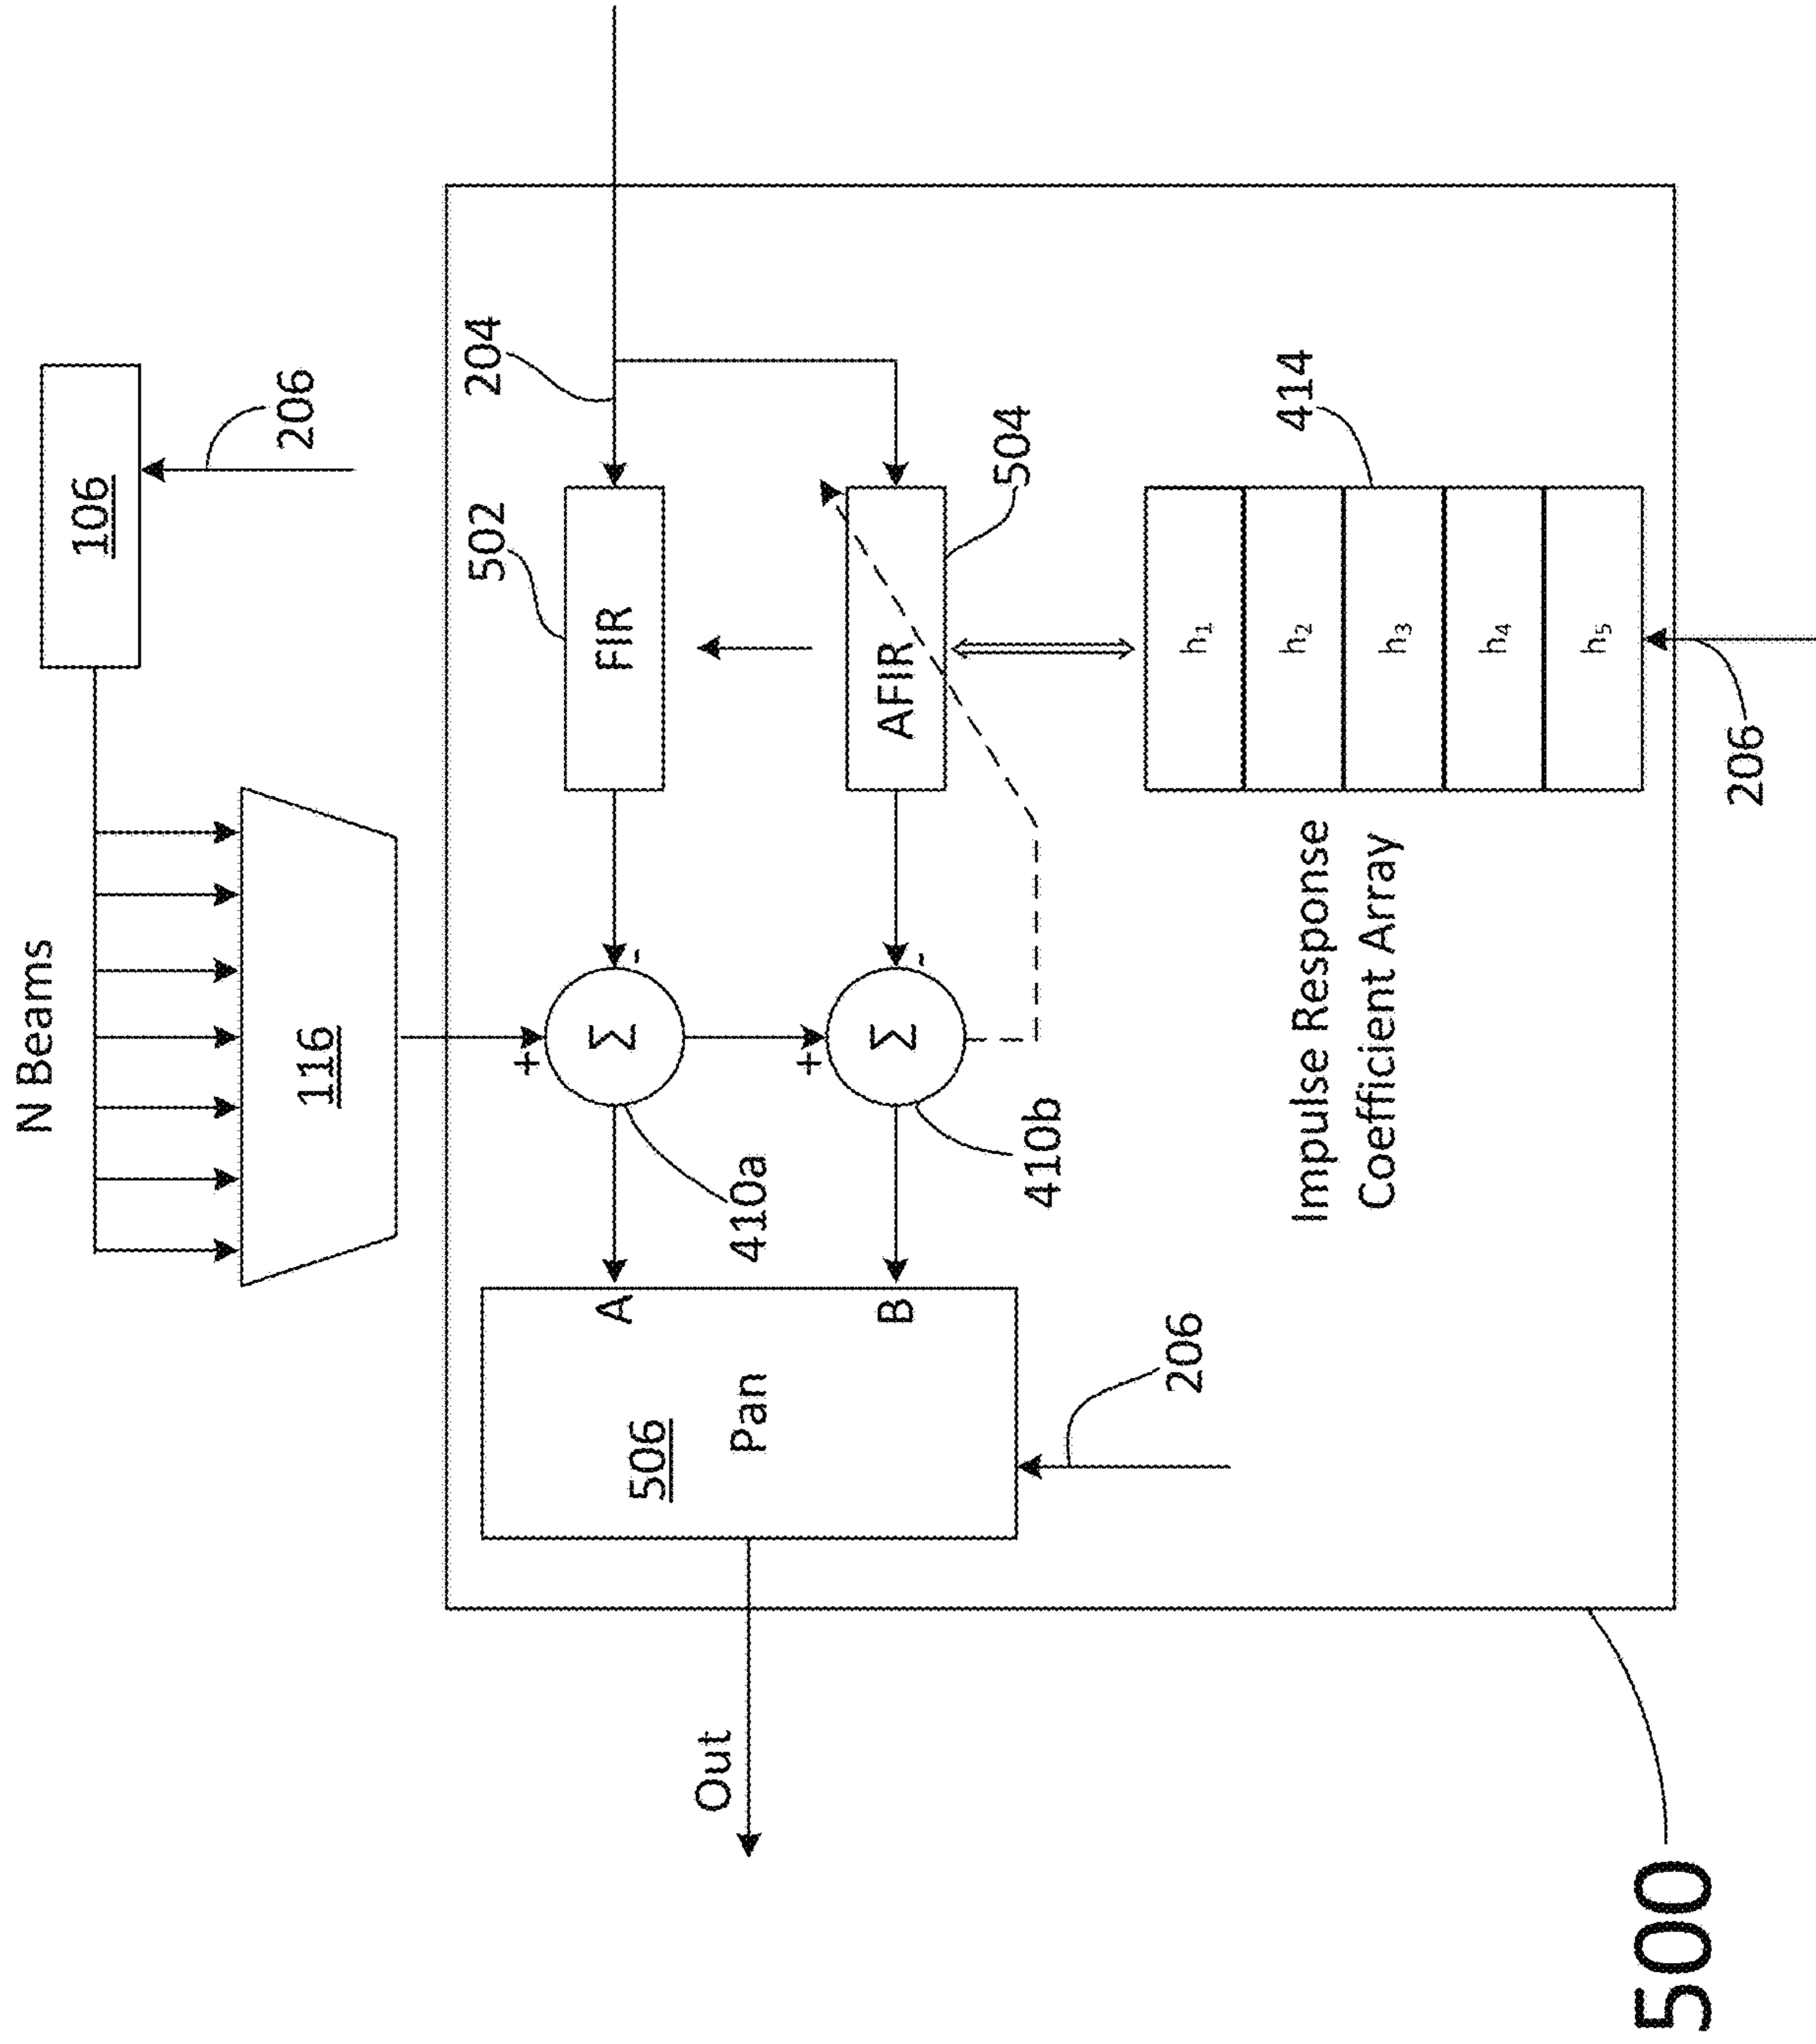 N Beams
106
206
116
204
502
FIR
504
AFIR
414
+
-
Σ
+
-
Σ
410a
410b
A
B
506
Pan
206
Out
Impulse Response
Coefficient Array
h₁
h₂
h₃
h₄
h₅
206
500